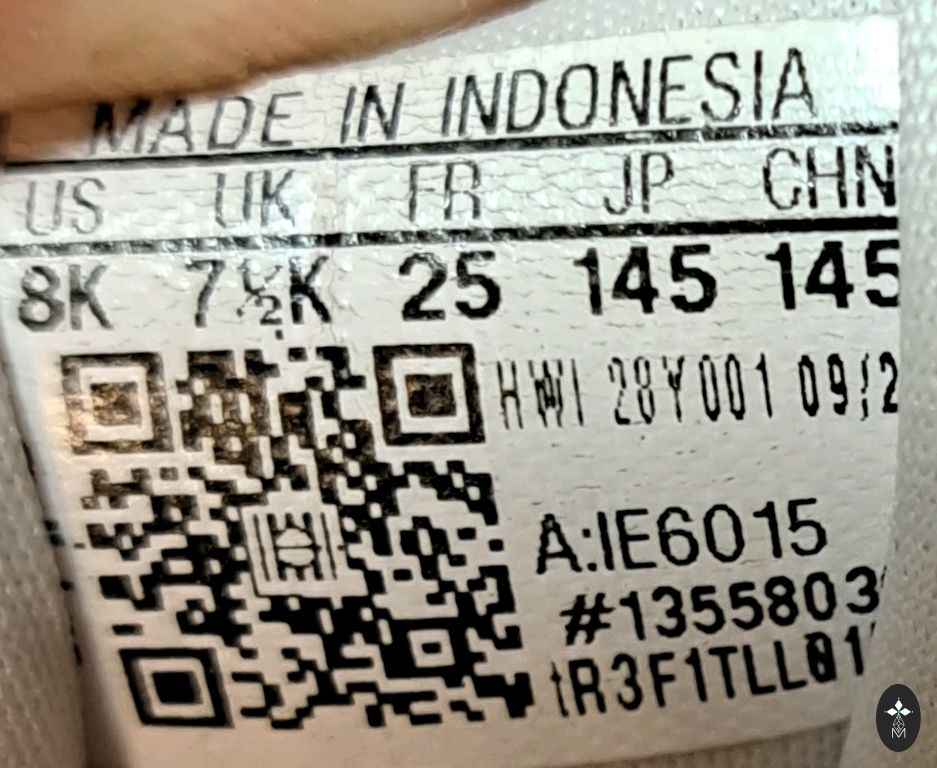 MADE IN INDONESIA
US UK FR JP CHN
8K 7½K 25 145 145
HWI 28Y001 09/2
A:IE6015
#1355803
tR3F1TLL01
M